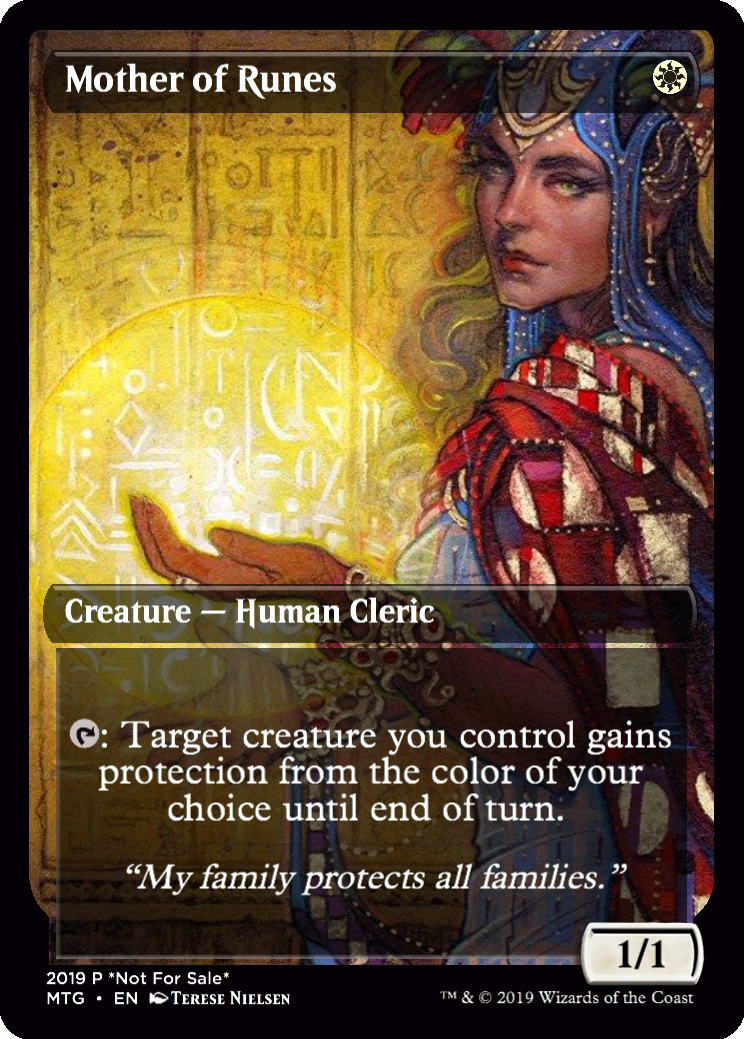 Mother of Runes
Creature — Human Cleric
: Target creature you control gains
protection from the color of your
choice until end of turn.
“My family protects all families.”
1/1
2019 P *Not For Sale*
MTG • EN Terese Nielsen
™ & © 2019 Wizards of the Coast